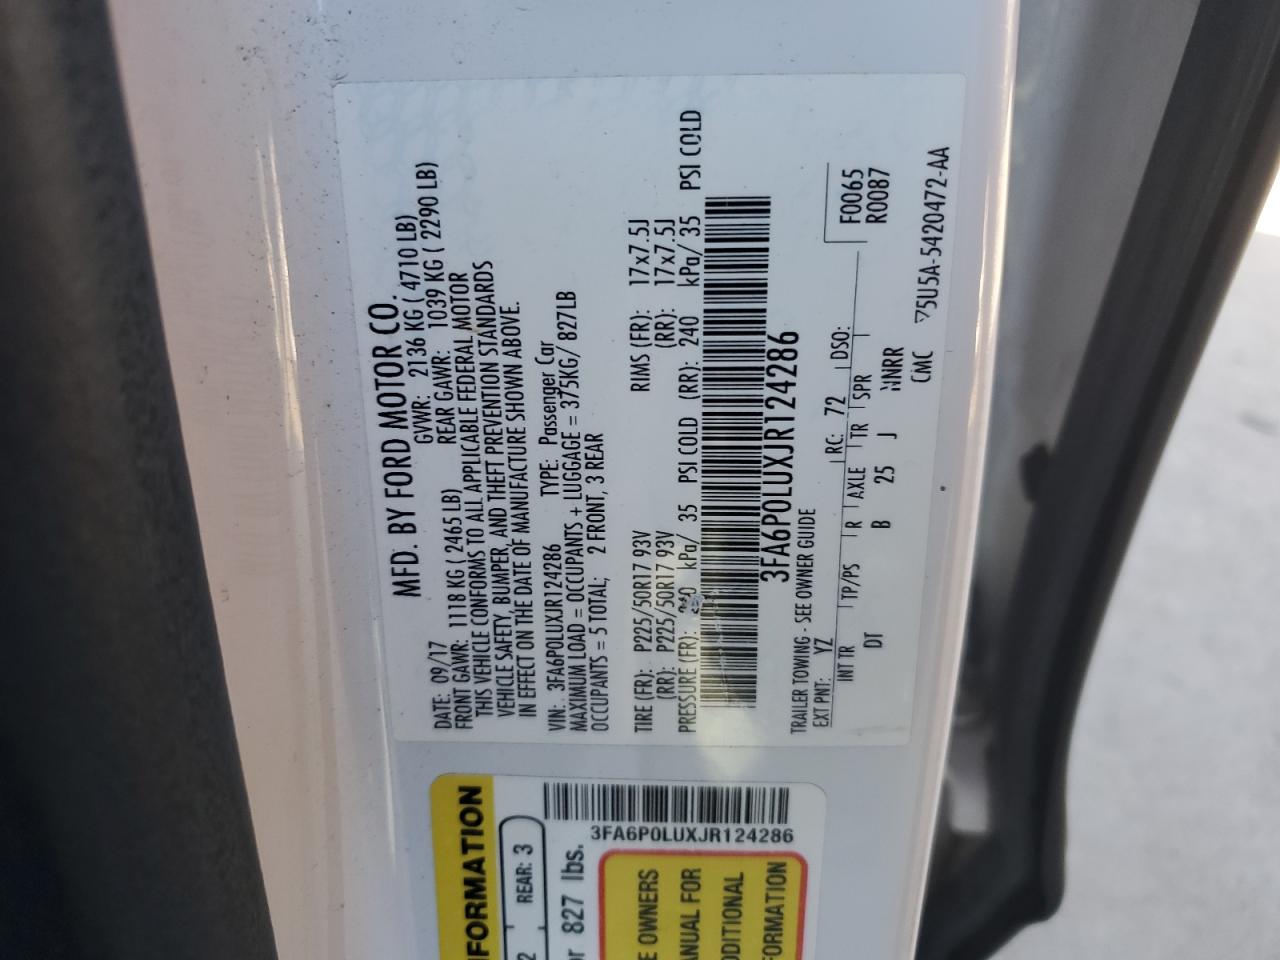 MFD. BY FORD MOTOR CO.
DATE: 09/17 GVWR: 2136 KG ( 4710 LB)
FRONT GAWR: 1118 KG ( 2465 LB) REAR GAWR: 1039 KG ( 2290 LB)
THIS VEHICLE CONFORMS TO ALL APPLICABLE FEDERAL MOTOR
VEHICLE SAFETY, BUMPER, AND THEFT PREVENTION STANDARDS
IN EFFECT ON THE DATE OF MANUFACTURE SHOWN ABOVE.
VIN: 3FA6P0LUXJR124286 TYPE: Passenger Car
MAXIMUM LOAD = OCCUPANTS + LUGGAGE = 375KG/ 827LB
OCCUPANTS = 5 TOTAL; 2 FRONT, 3 REAR
TIRE (FR): P225/50R17 93V RIMS (FR): 17x7.5J
(RR): P225/50R17 93V (RR): 17x7.5J
PRESSURE (FR): kPa/ 35 PSI COLD (RR): 240 kPa/ 35 PSI COLD
3FA6P0LUXJR124286
TRAILER TOWING - SEE OWNER GUIDE
EXT PNT: YZ RC: 72 DSO: F0065
R0087
INT TR TP/PS R AXLE TR SPR
DT B 25 J NNRR
CMC
▽5U5A-5420472-AA
FORMATION
2 REAR: 3
or 827 lbs.
3FA6P0LUXJR124286
E OWNERS
ANUAL FOR
DDITIONAL
FORMATION